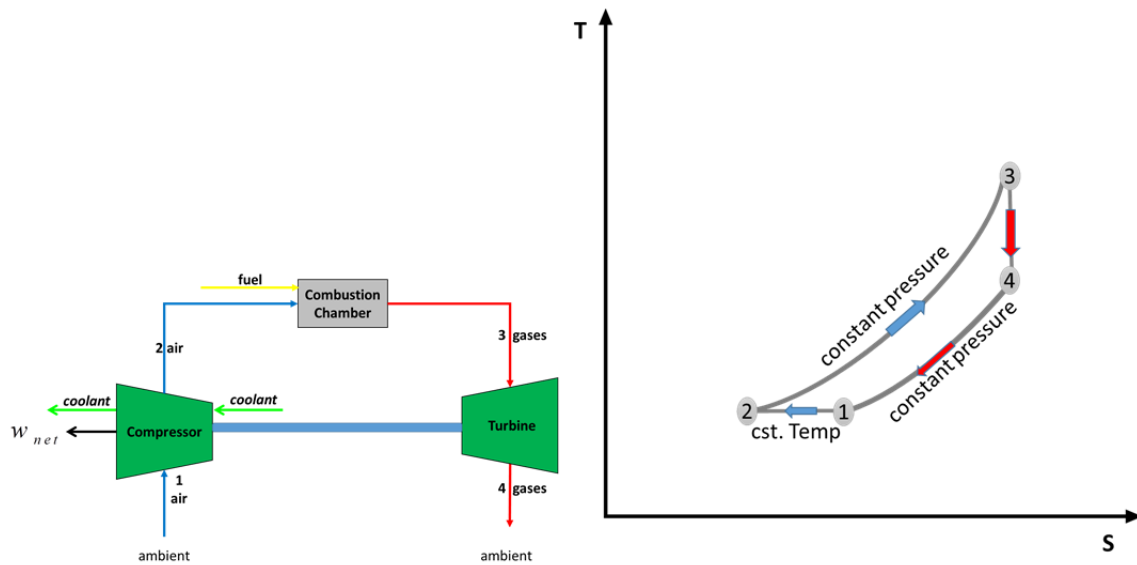 fuel
Combustion
Chamber
2 air
3 gases
coolant
coolant
w net
Compressor
Turbine
1
air
4 gases
ambient
ambient
T
3
4
constant pressure
constant pressure
2
1
cst. Temp
S